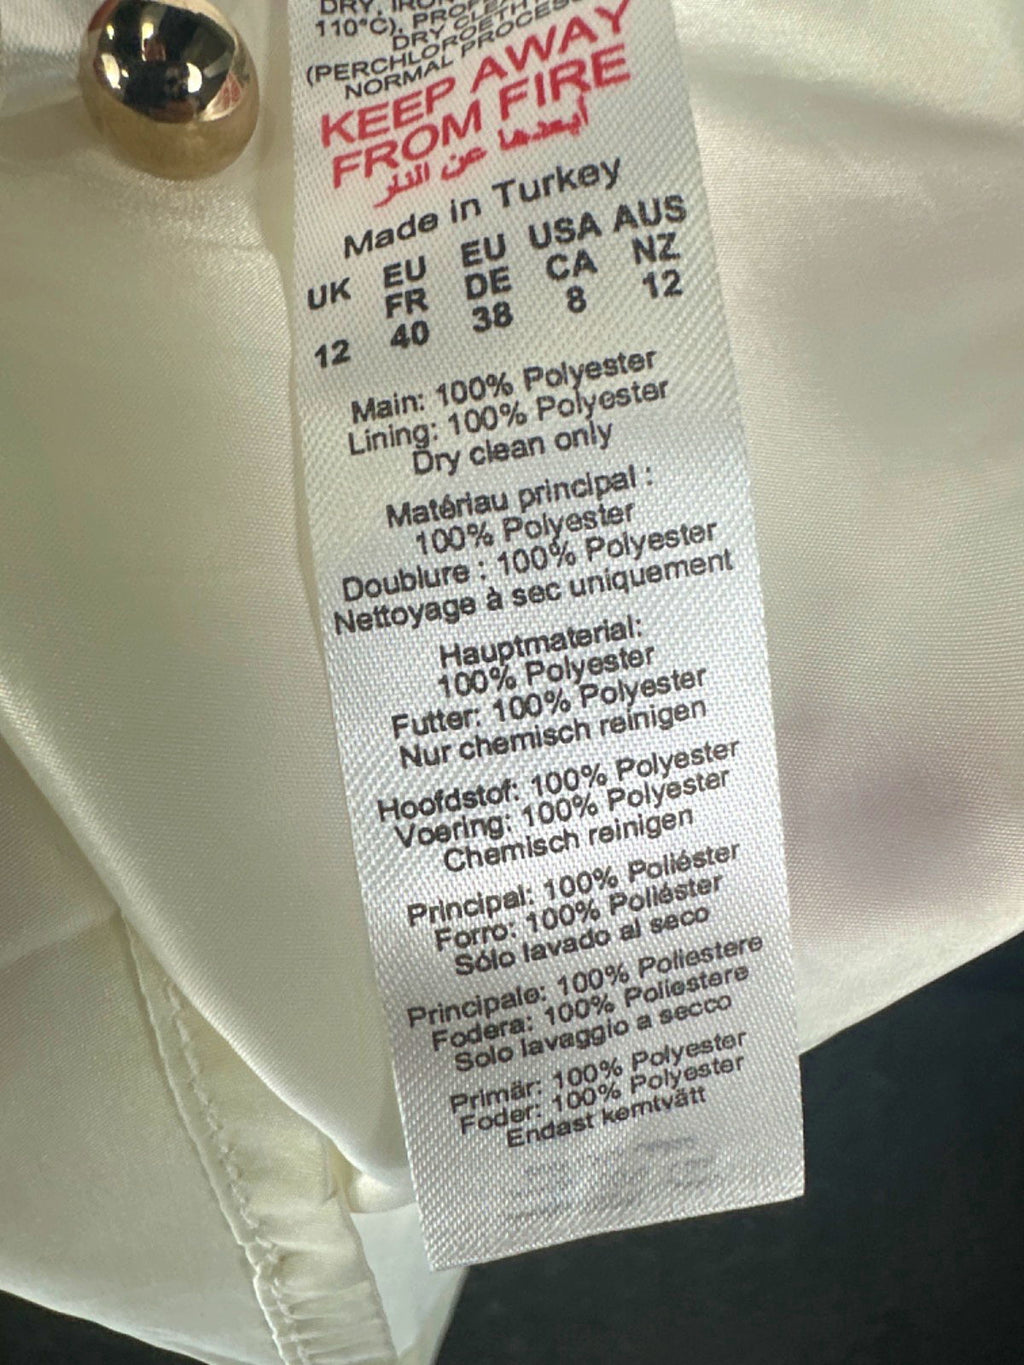 110°C), 
DRY
(PERCHLOROETH
NORMAL PROCESS
KEEP AWAY
FROM FIRE
أبعدها عن النار
Made in Turkey
UK EU FR EU DE USA CA AUS NZ
12 40 38 8 12
Main: 100% Polyester
Lining: 100% Polyester
Dry clean only
Matériau principal :
100% Polyester
Doublure : 100% Polyester
Nettoyage à sec uniquement
Hauptmaterial:
100% Polyester
Futter: 100% Polyester
Nur chemisch reinigen
Hoofdstof: 100% Polyester
Voering: 100% Polyester
Chemisch reinigen
Principal: 100% Poliéster
Forro: 100% Poliéster
Sólo lavado al seco
Principale: 100% Poliestere
Fodera: 100% Poliestere
Solo lavaggio a secco
Primär: 100% Polyester
Foder: 100% Polyester
Endast kemtvätt